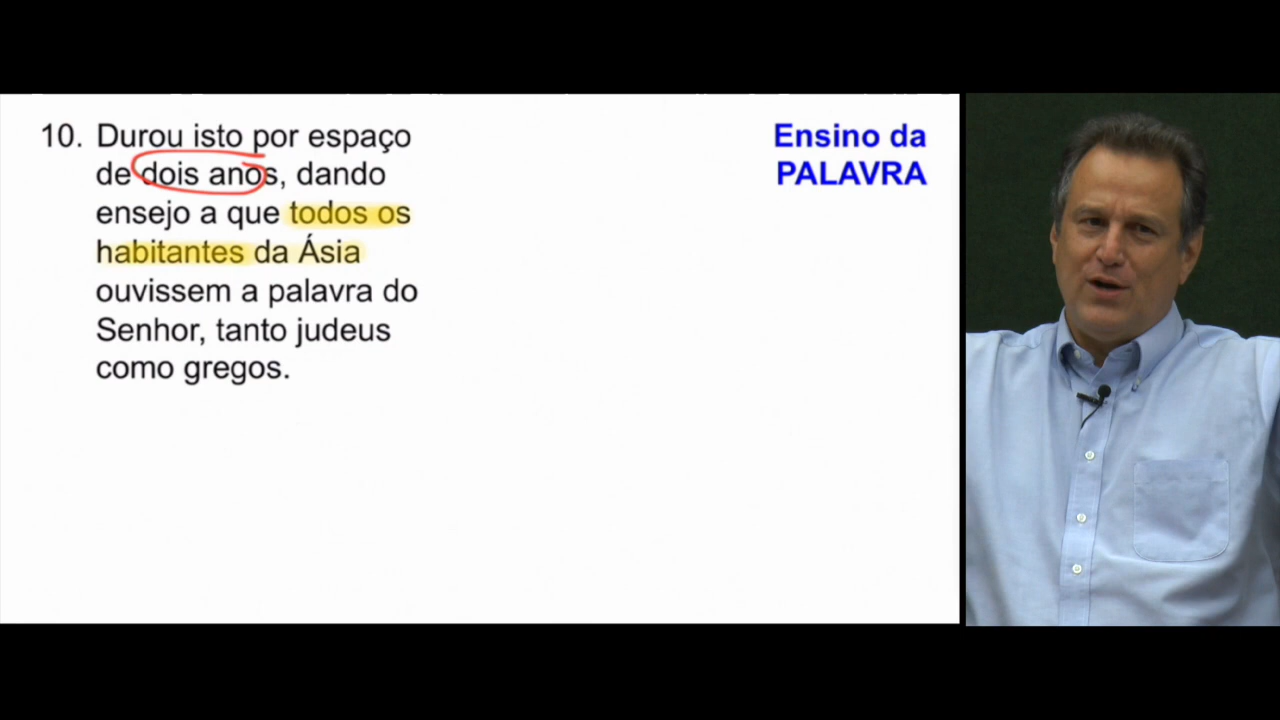 10. Durou isto por espaço
de dois anos, dando
ensejo a que todos os
habitantes da Ásia
ouvissem a palavra do
Senhor, tanto judeus
como gregos.
Ensino da
PALAVRA